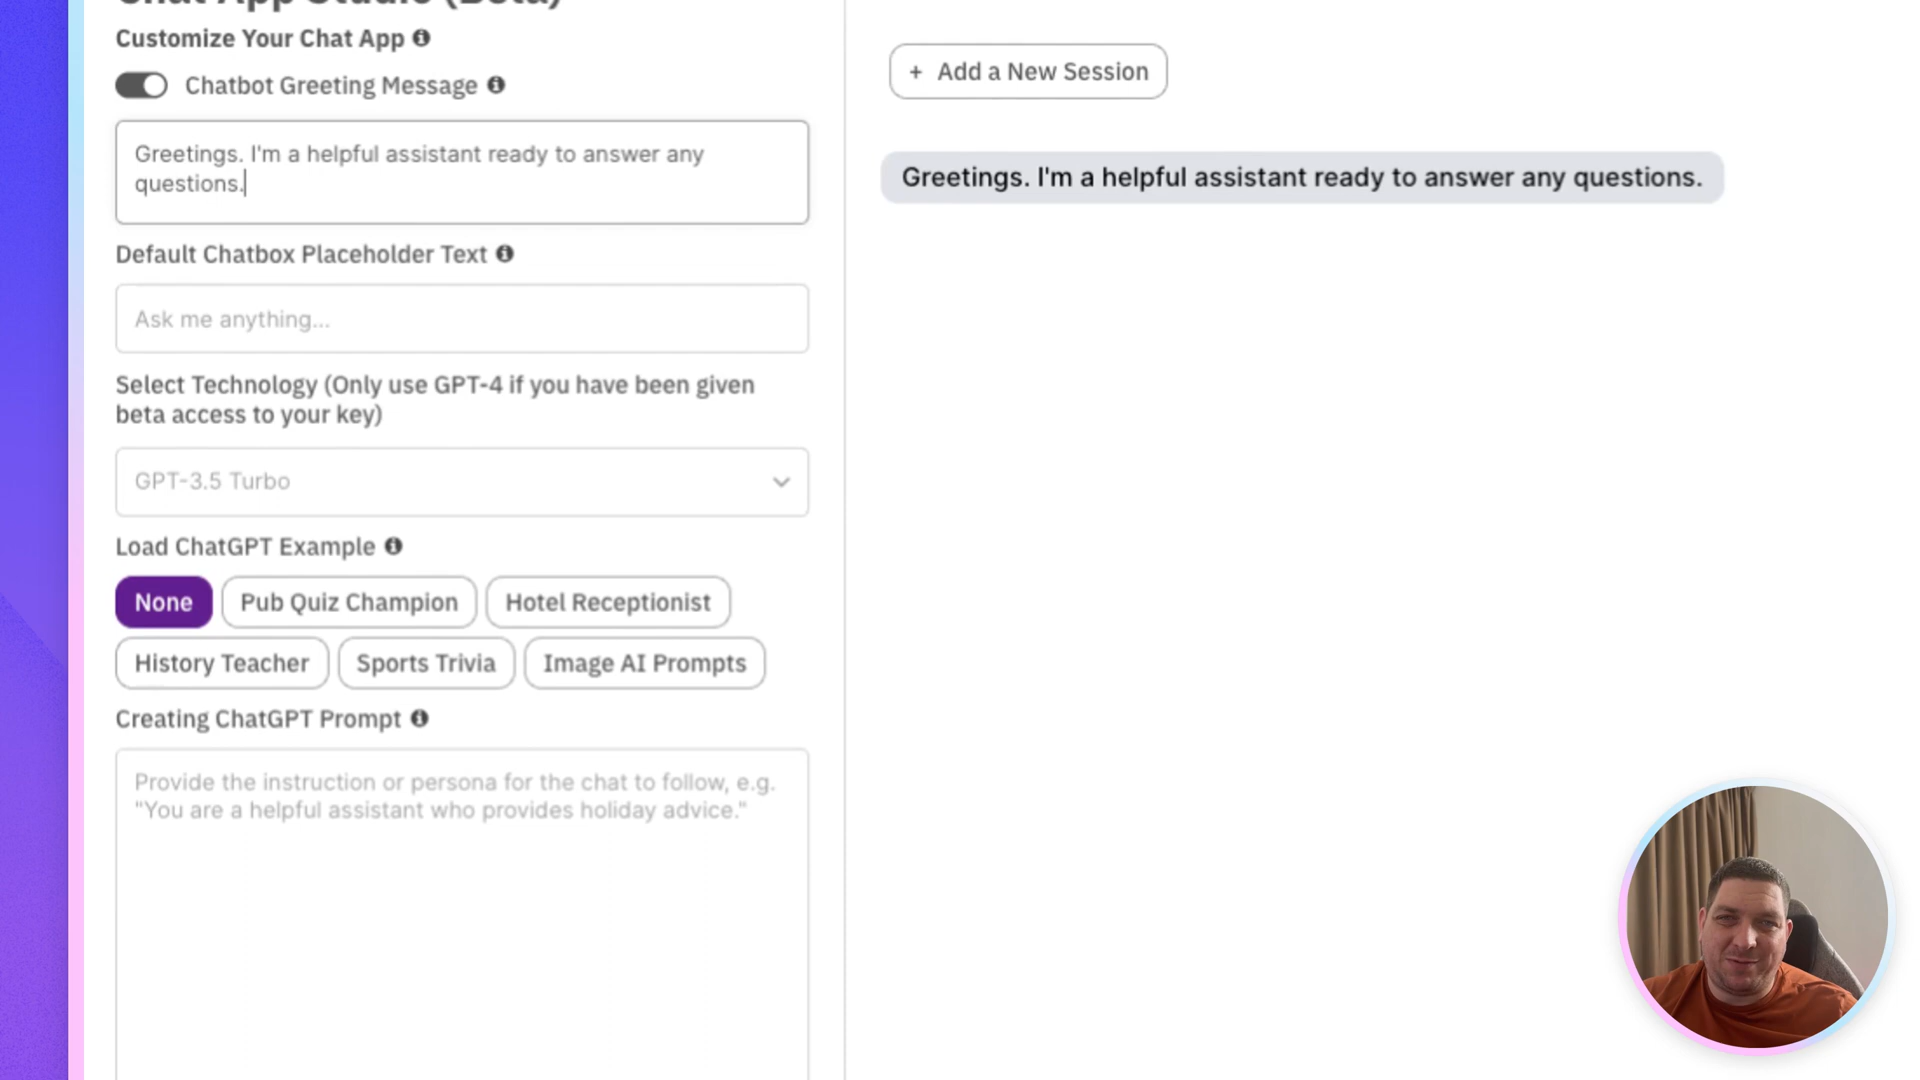 Chat App Studio (Beta)
Customize Your Chat App
Chatbot Greeting Message
Greetings. I'm a helpful assistant ready to answer any
questions.
Default Chatbox Placeholder Text
Ask me anything...
Select Technology (Only use GPT-4 if you have been given
beta access to your key)
GPT-3.5 Turbo
Load ChatGPT Example
None
Pub Quiz Champion
Hotel Receptionist
History Teacher
Sports Trivia
Image AI Prompts
Creating ChatGPT Prompt
Provide the instruction or persona for the chat to follow, e.g.
"You are a helpful assistant who provides holiday advice."
+ Add a New Session
Greetings. I'm a helpful assistant ready to answer any questions.